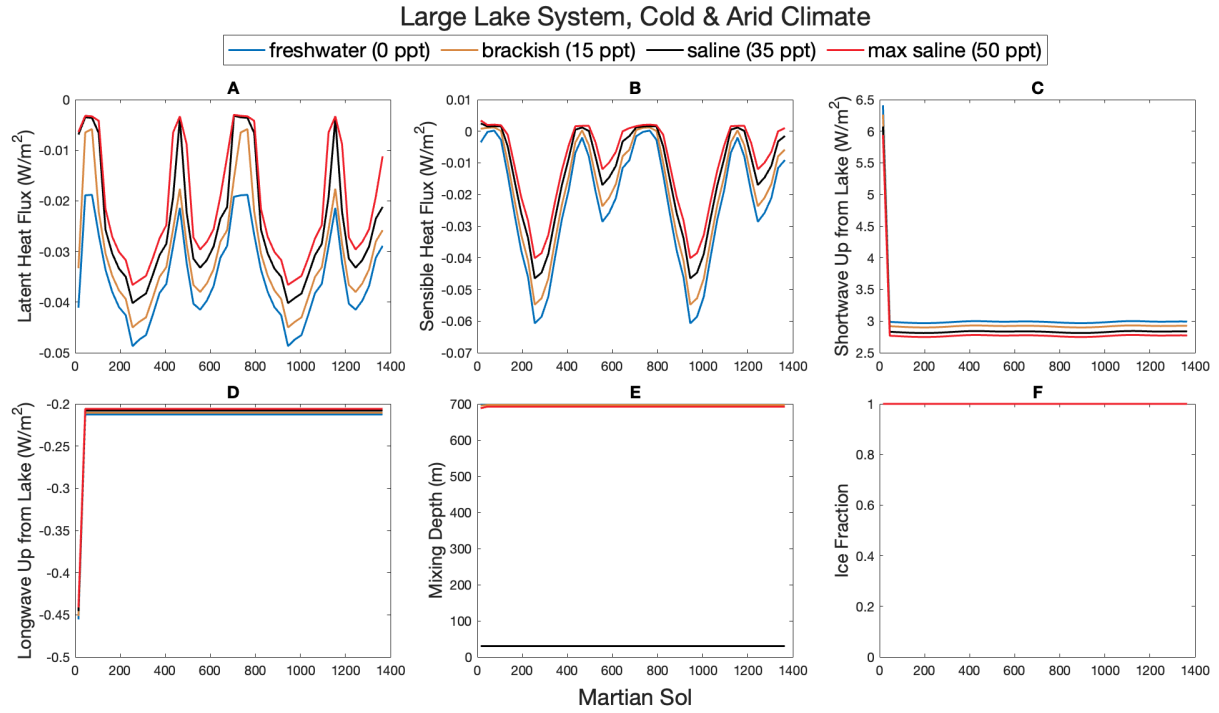 Large Lake System, Cold & Arid Climate
freshwater (0 ppt) brackish (15 ppt) saline (35 ppt) max saline (50 ppt)
A
Latent Heat Flux (W/m²)
0
-0.01
-0.02
-0.03
-0.04
-0.05
0 200 400 600 800 1000 1200 1400
B
Sensible Heat Flux (W/m²)
0.01
0
-0.01
-0.02
-0.03
-0.04
-0.05
-0.06
-0.07
0 200 400 600 800 1000 1200 1400
C
Shortwave Up from Lake (W/m²)
6.5
6
5.5
5
4.5
4
3.5
3
2.5
0 200 400 600 800 1000 1200 1400
D
Longwave Up from Lake (W/m²)
-0.2
-0.25
-0.3
-0.35
-0.4
-0.45
-0.5
0 200 400 600 800 1000 1200 1400
E
Mixing Depth (m)
700
600
500
400
300
200
100
0
0 200 400 600 800 1000 1200 1400
F
Ice Fraction
1
0.8
0.6
0.4
0.2
0
0 200 400 600 800 1000 1200 1400
Martian Sol